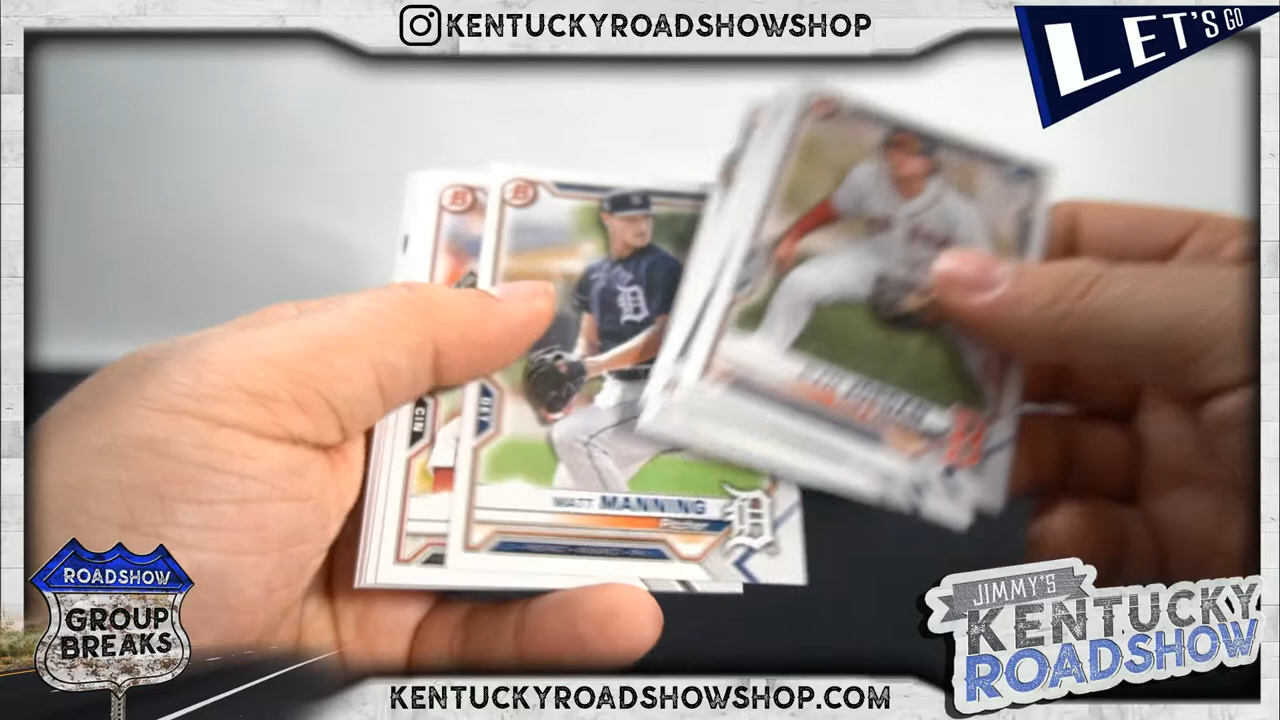 KENTUCKYROADSHOWSHOP
LET'S GO
B
B
D
CIN
DET
MATT MANNING
Pitcher
D
B
ROADSHOW
GROUP
BREAKS
JIMMY'S
KENTUCKY
ROADSHOW
KENTUCKYROADSHOWSHOP.COM